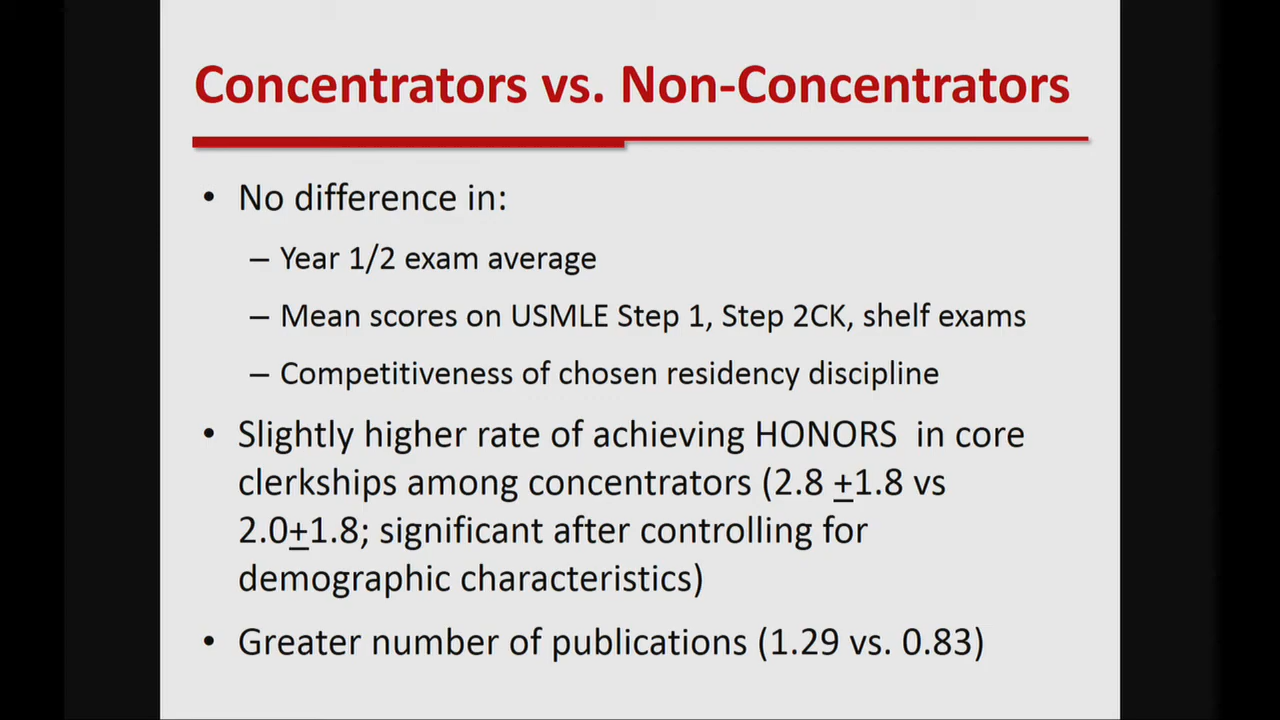 Concentrators vs. Non-Concentrators
• No difference in:
– Year 1/2 exam average
– Mean scores on USMLE Step 1, Step 2CK, shelf exams
– Competitiveness of chosen residency discipline
• Slightly higher rate of achieving HONORS in core
clerkships among concentrators (2.8 +1.8 vs
2.0+1.8; significant after controlling for
demographic characteristics)
• Greater number of publications (1.29 vs. 0.83)